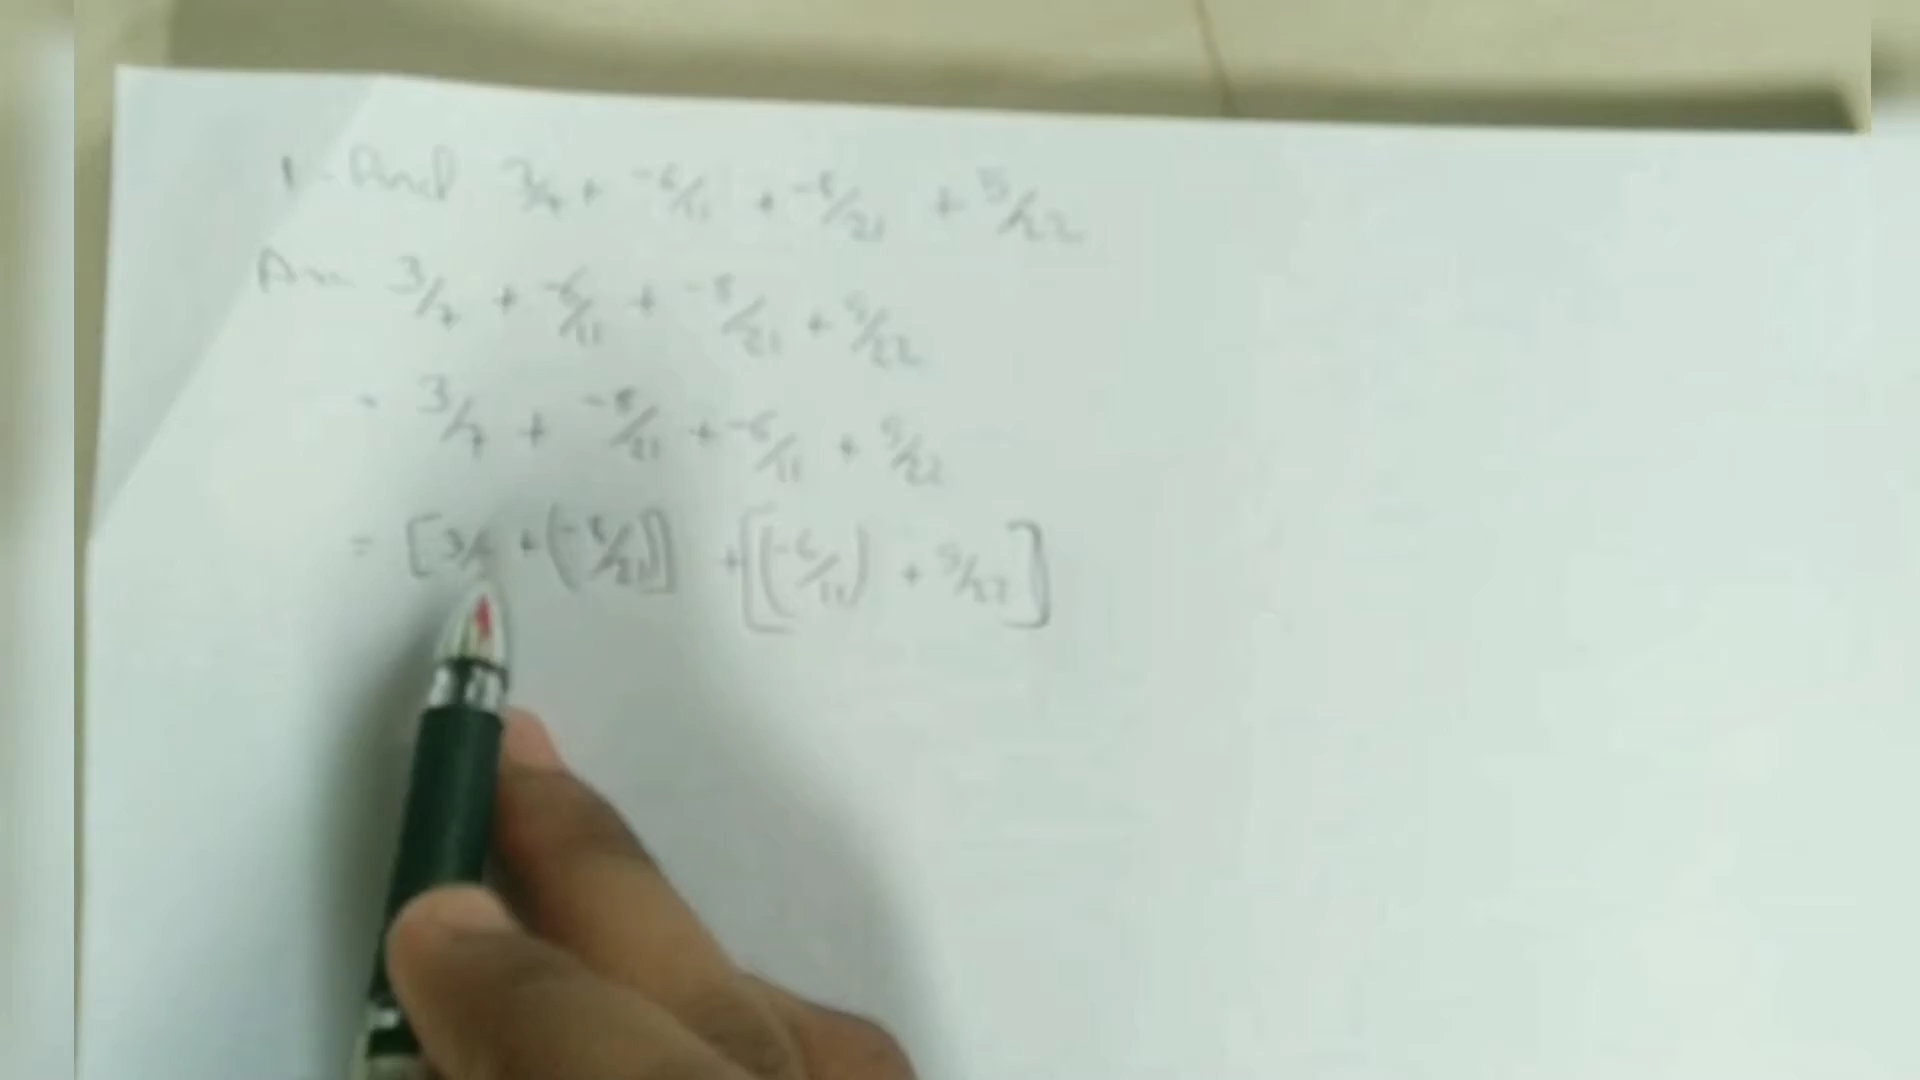 1. Find 3/7 + -6/11 + -8/21 + 5/22
Ans 3/7 + -6/11 + -8/21 + 5/22
= 3/7 + -8/21 + -6/11 + 5/22
= [3/7 + (-8/21)] + [(-6/11) + 5/22]